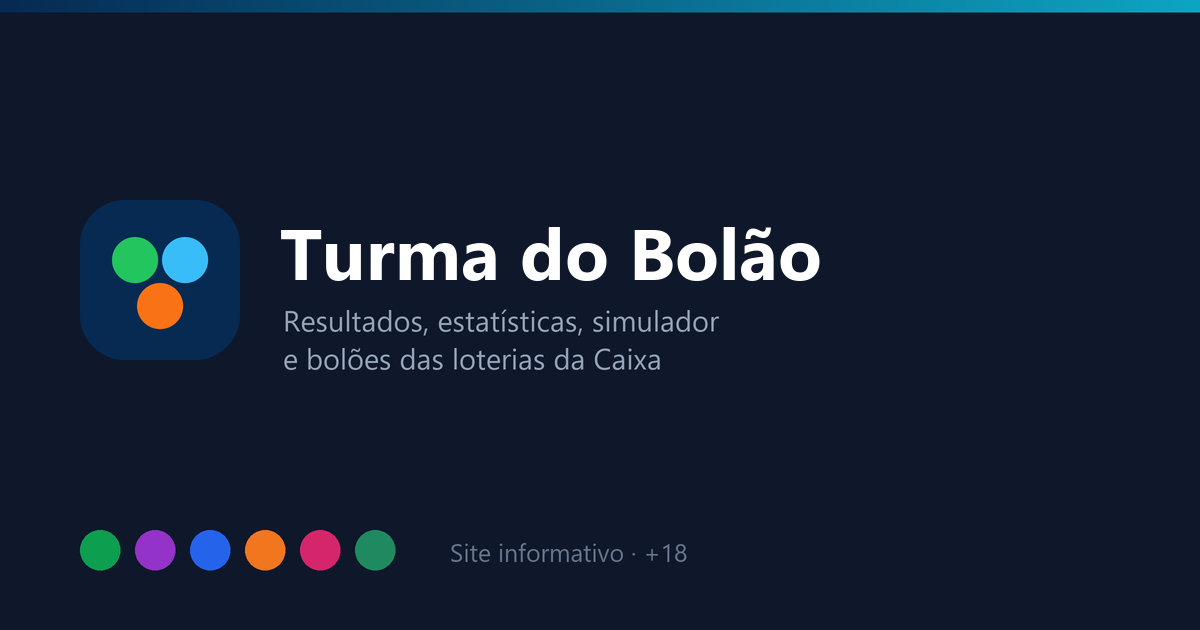 Turma do Bolão
Resultados, estatísticas, simulador
e bolões das loterias da Caixa
Site informativo · +18